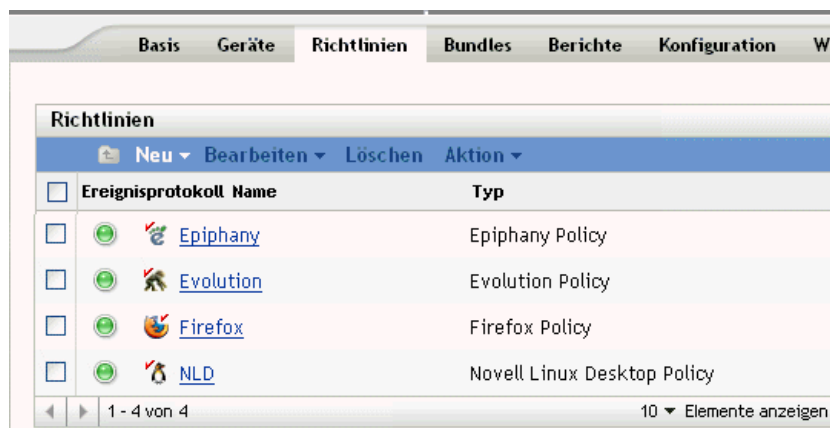 Basis Geräte Richtlinien Bundles Berichte Konfiguration W
Richtlinien
Neu Bearbeiten Löschen Aktion
Ereignisprotokoll Name Typ
Epiphany Epiphany Policy
Evolution Evolution Policy
Firefox Firefox Policy
NLD Novell Linux Desktop Policy
1 - 4 von 4 10 Elemente anzeigen